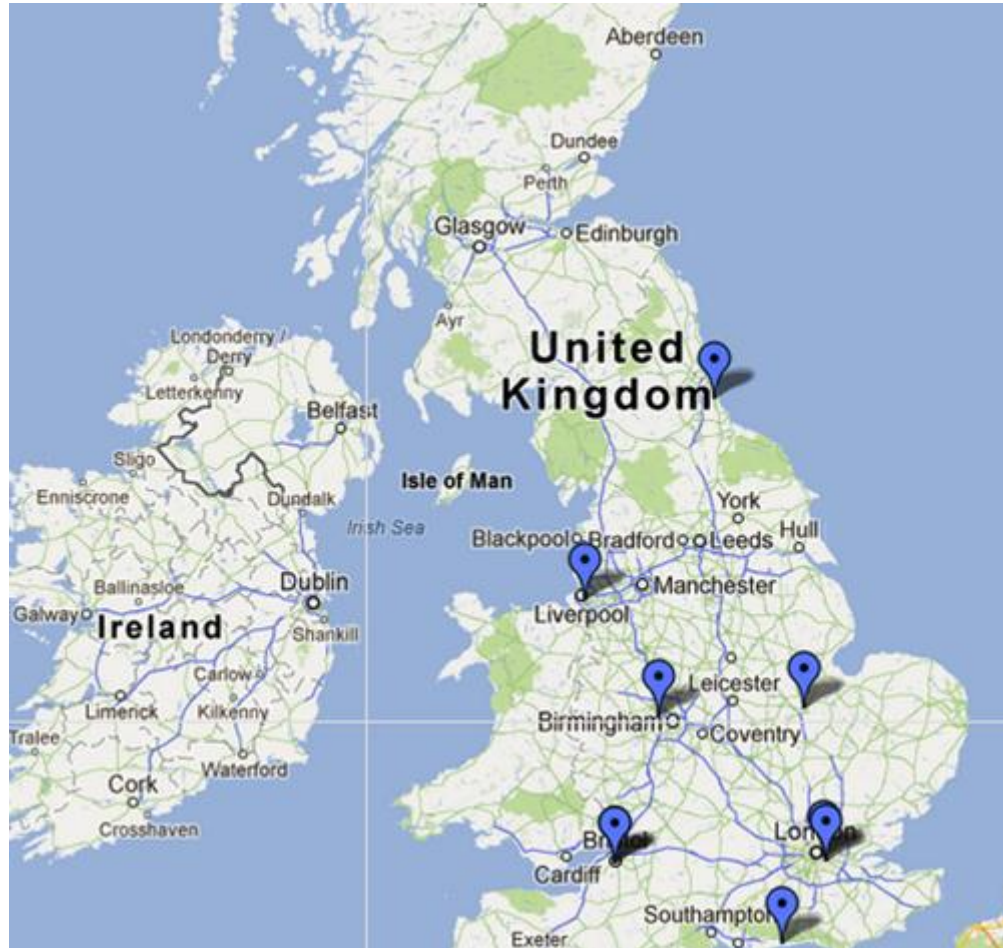 Aberdeen
Dundee
Perth
Glasgow
Edinburgh
Ayr
Londonderry /
Derry
Letterkenny
United
Kingdom
Belfast
Sligo
Enniscrone
Isle of Man
Dundalk
Irish Sea
York
Blackpool
Bradford
Leeds
Hull
Ballinasloe
Dublin
Manchester
Galway
Ireland
Shankill
Liverpool
Carlow
Leicester
Limerick
Kilkenny
Birmingham
Coventry
Tralee
Waterford
Cork
Crosshaven
Bristol
London
Cardiff
Southampton
Exeter